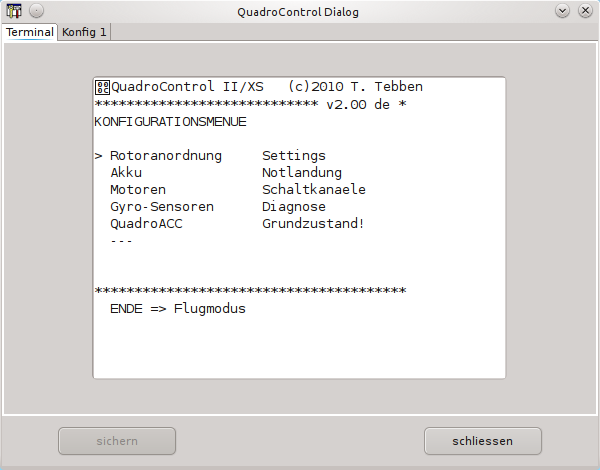 QuadroControl Dialog
Terminal Konfig 1
QuadroControl II/XS (c)2010 T. Tebben
**************************** v2.00 de *
KONFIGURATIONSMENUE
> Rotoranordnung Settings
Akku Notlandung
Motoren Schaltkanaele
Gyro-Sensoren Diagnose
QuadroACC Grundzustand!
---
***************************************
ENDE => Flugmodus
sichern schliessen